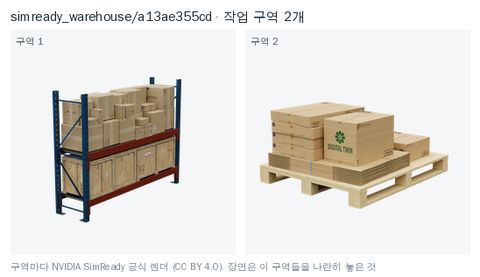 simready_warehouse/a13ae355cd · 작업 구역 2개
구역 1
구역 2
DIGITAL TWIN
구역마다 NVIDIA SimReady 공식 렌더 (CC BY 4.0). 장면은 이 구역들을 나란히 놓은 것